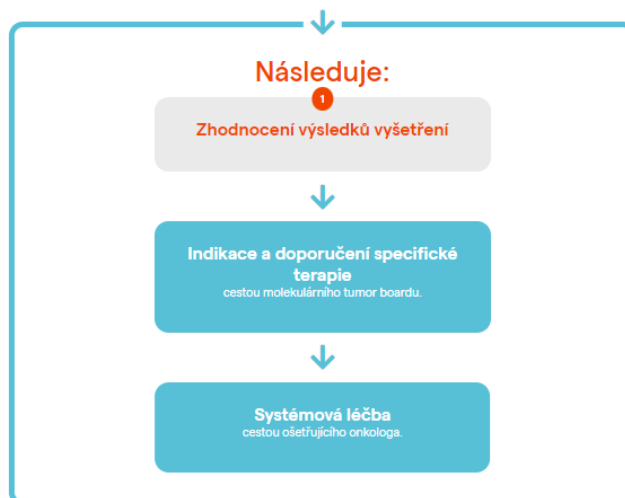 Následuje:
1
Zhodnocení výsledků vyšetření
Indikace a doporučení specifické
terapie
cestou molekulárního tumor boardu.
Systémová léčba
cestou ošetřujícího onkologa.